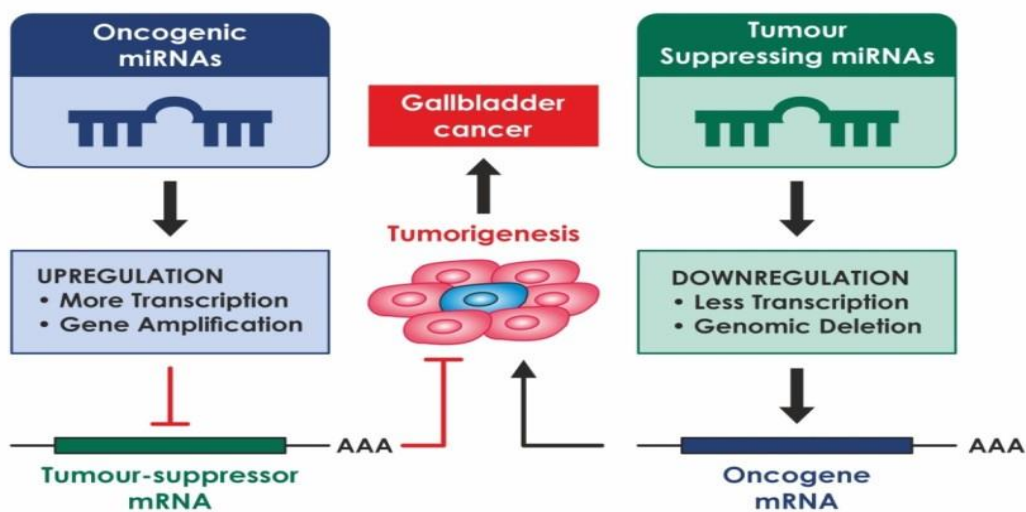 Oncogenic
miRNAs
UPREGULATION
• More Transcription
• Gene Amplification
AAA
Tumour-suppressor
mRNA
Gallbladder
cancer
Tumorigenesis
Tumour
Suppressing miRNAs
DOWNREGULATION
• Less Transcription
• Genomic Deletion
AAA
Oncogene
mRNA